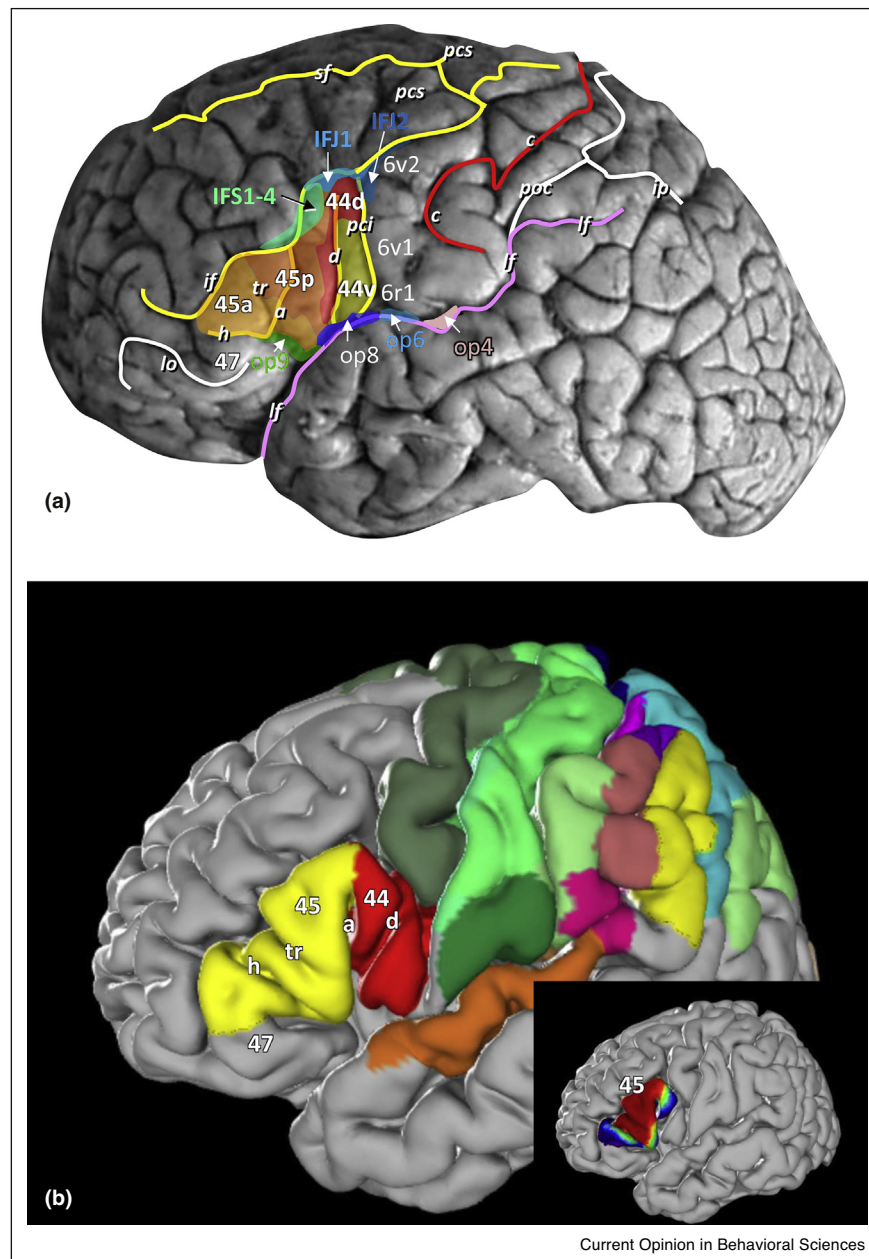 pcs
sf
pcs
IFJ1
IFJ2
c
6v2
IFS1-4
44d
poc
ip
pci
c
lf
6v1
d
lf
if
tr
45p
45a
44v
6r1
a
h
op8
op6
op4
47
op9
lo
lf
(a)
45
44
a
d
h
tr
47
45
(b)
Current Opinion in Behavioral Sciences